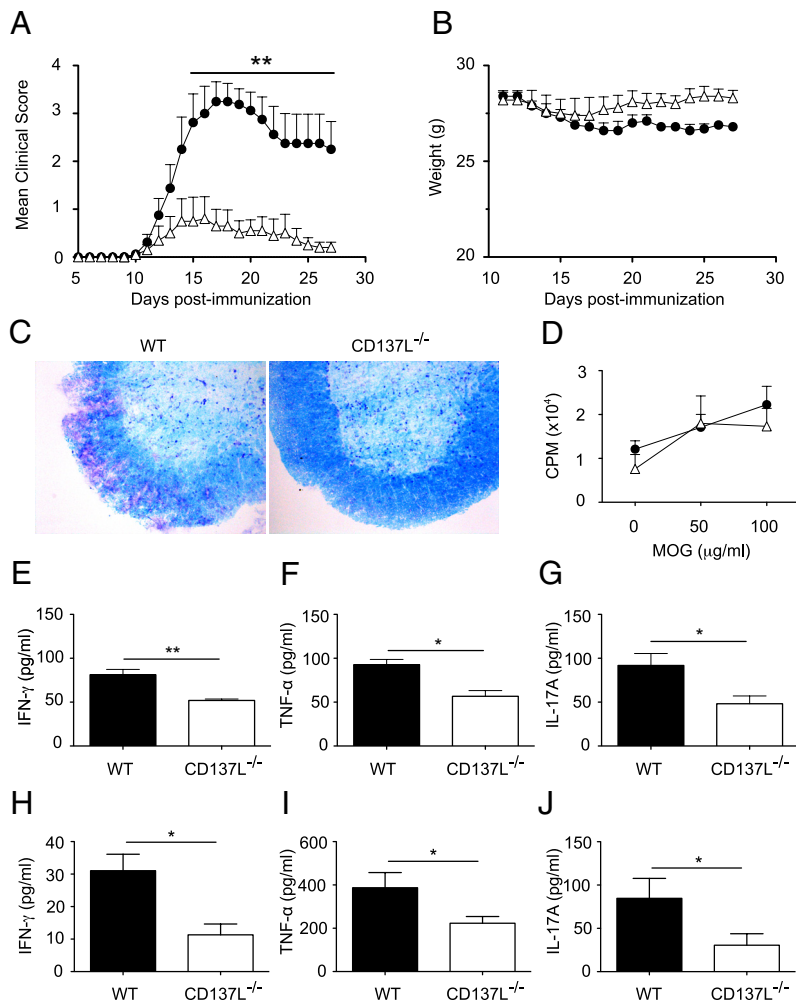 A
**
Mean Clinical Score
4
3
2
1
0
5 10 15 20 25 30
Days post-immunization
B
Weight (g)
30
25
20
10 15 20 25 30
Days post-immunization
C
WT
CD137L-/-
D
CPM (x10⁴)
3
2
1
0
0 50 100
MOG (μg/ml)
E
IFN-γ (pg/ml)
150
100
50
0
**
WT CD137L-/-
F
TNF-α (pg/ml)
150
100
50
0
*
WT CD137L-/-
G
IL-17A (pg/ml)
150
100
50
0
*
WT CD137L-/-
H
IFN-γ (pg/ml)
40
30
20
10
0
*
WT CD137L-/-
I
TNF-α (pg/ml)
600
400
200
0
*
WT CD137L-/-
J
IL-17A (pg/ml)
150
100
50
0
*
WT CD137L-/-